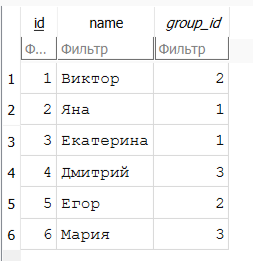 id name group_id
Ф... Фильтр Фильтр
1 1 Виктор 2
2 2 Яна 1
3 3 Екатерина 1
4 4 Дмитрий 3
5 5 Егор 2
6 6 Мария 3